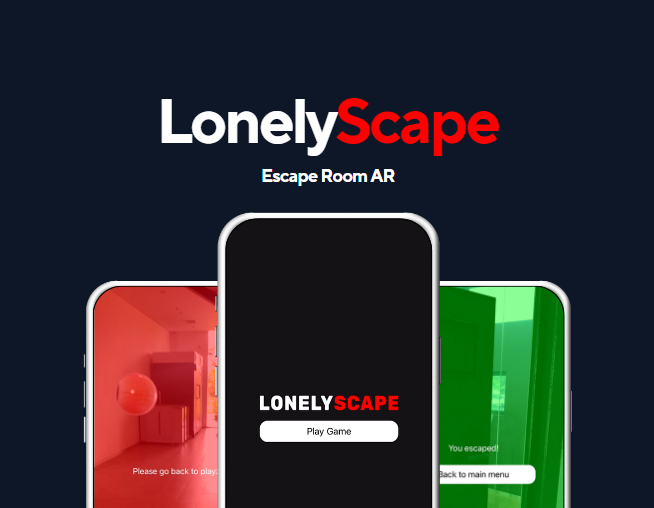 LonelyScape
Escape Room AR
LONELYSCAPE
Play Game
Please go back to play.
You escaped!
Back to main menu